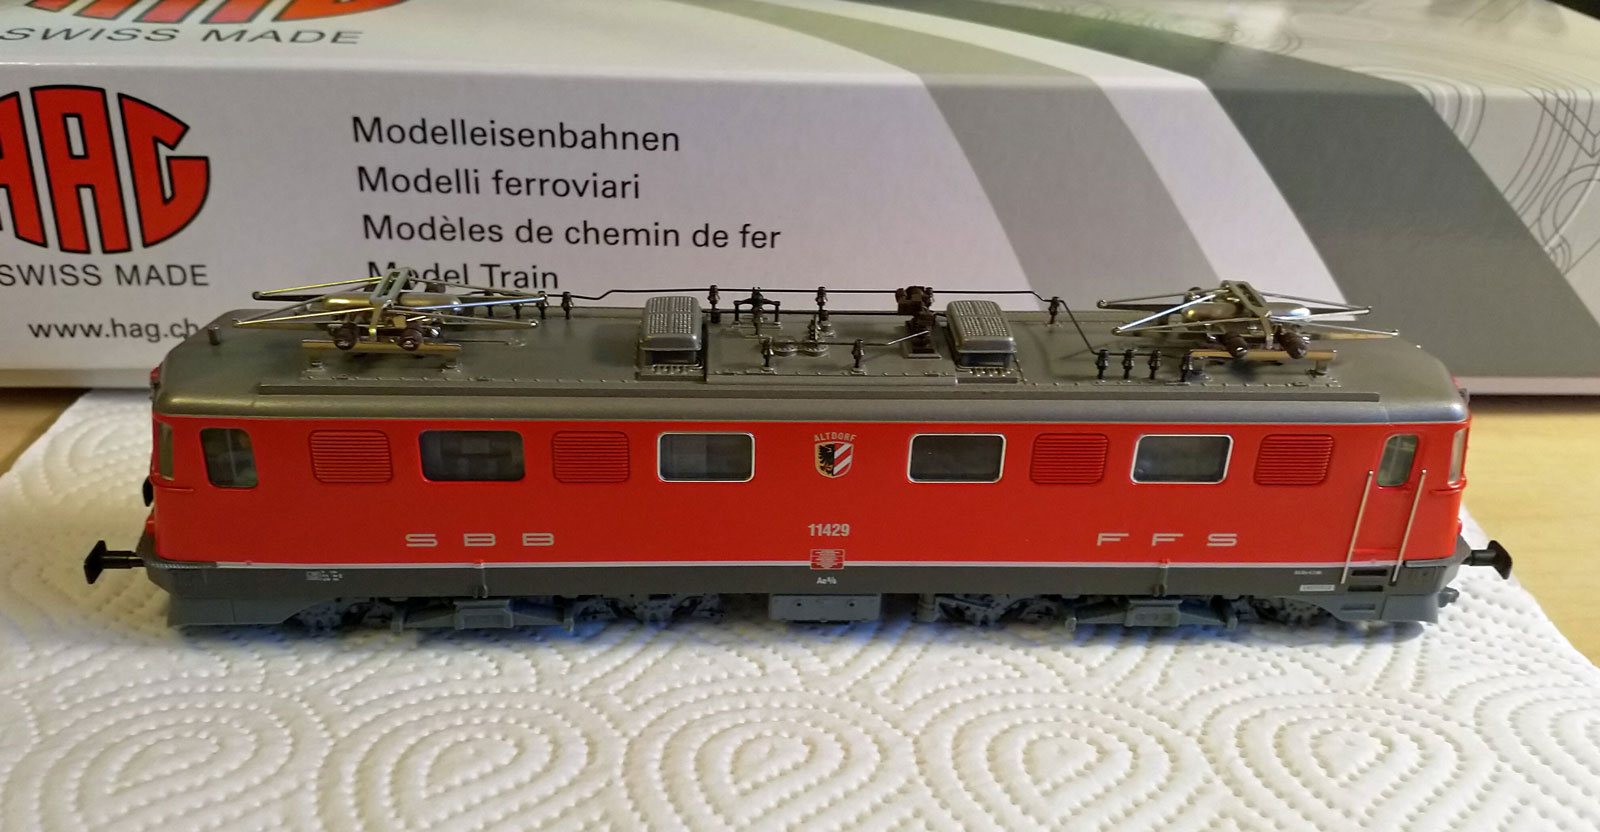 SWISS MADE
HAG
SWISS MADE
www.hag.ch
Modelleisenbahnen
Modelli ferroviari
Modèles de chemin de fer
Model Train
ALTDORF
SBB
11429
FFS
Ae 6/6